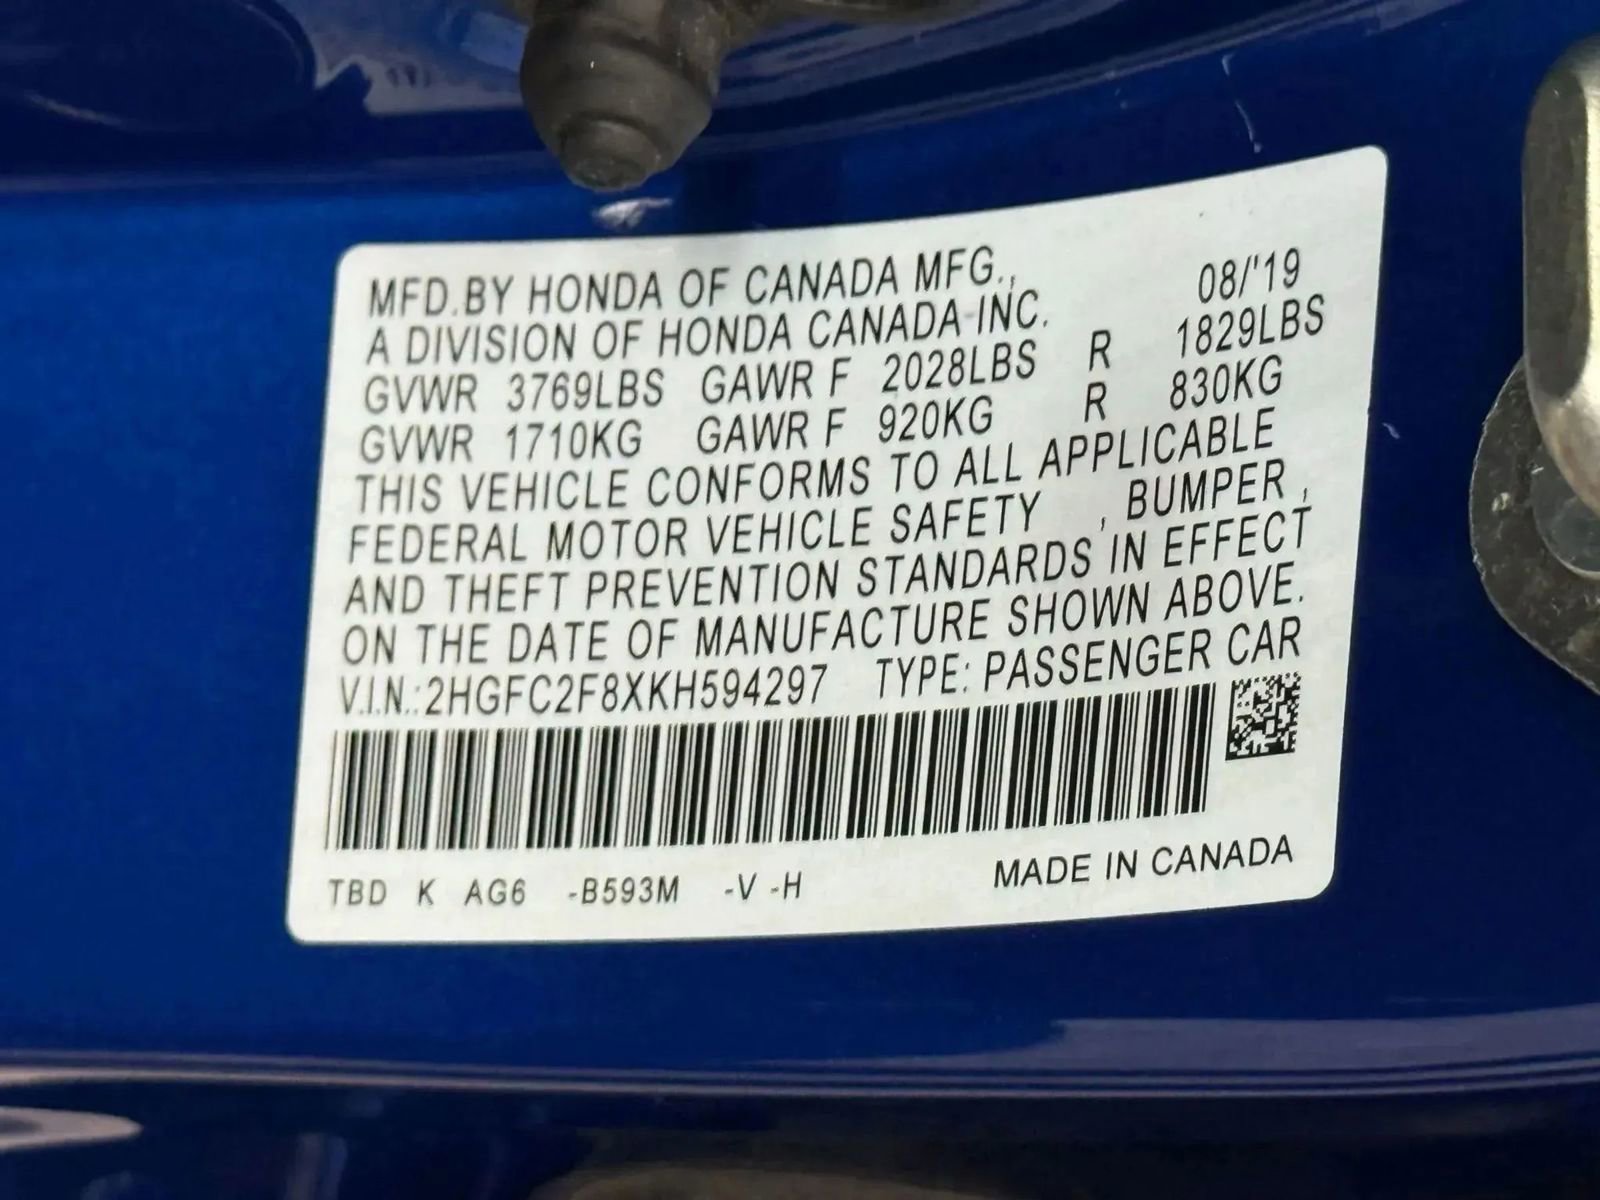 MFD.BY HONDA OF CANADA MFG., 08/'19
A DIVISION OF HONDA CANADA INC.
GVWR 3769LBS GAWR F 2028LBS R 1829LBS
GVWR 1710KG GAWR F 920KG R 830KG
THIS VEHICLE CONFORMS TO ALL APPLICABLE
FEDERAL MOTOR VEHICLE SAFETY , BUMPER ,
AND THEFT PREVENTION STANDARDS IN EFFECT
ON THE DATE OF MANUFACTURE SHOWN ABOVE.
V.I.N.:2HGFC2F8XKH594297 TYPE: PASSENGER CAR
TBD K AG6 -B593M -V -H MADE IN CANADA